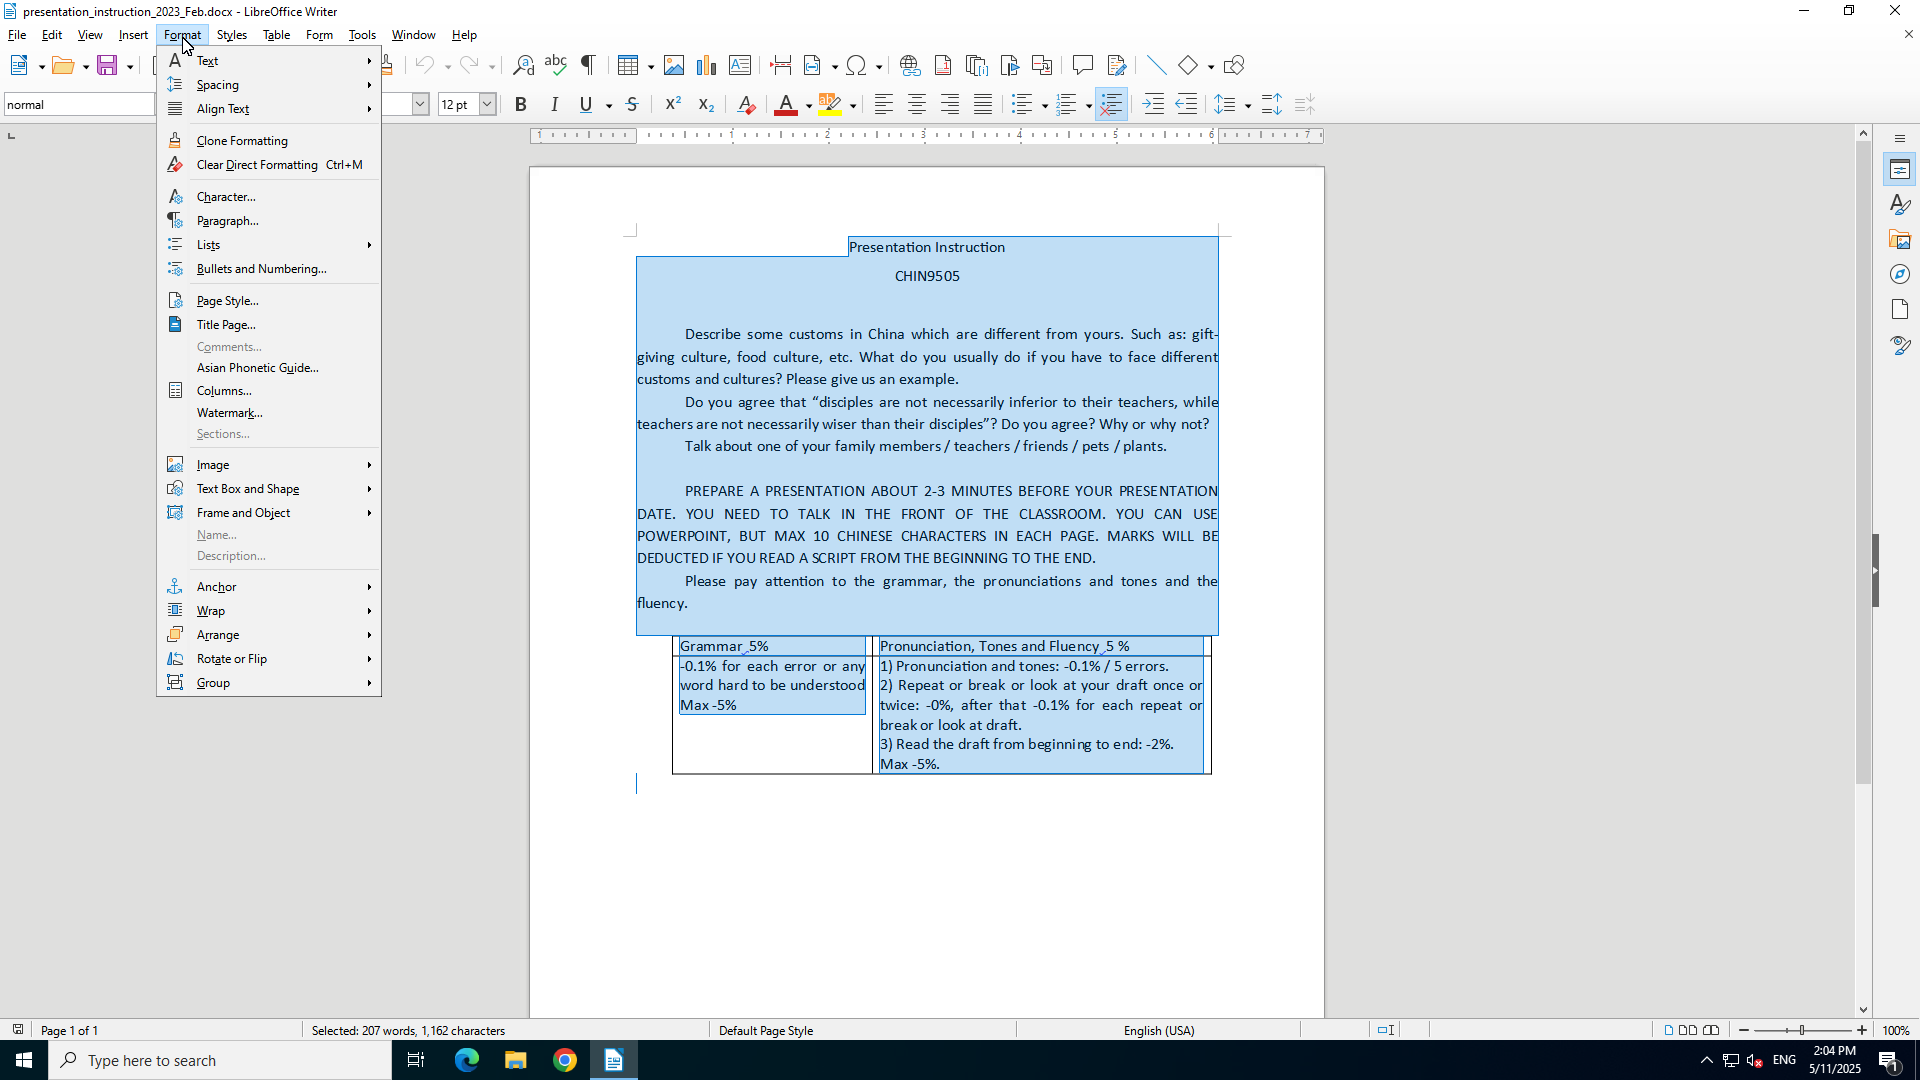 presentation_instruction_2023_Feb.docx - LibreOffice Writer
File Edit View Insert Format Styles Table Form Tools Window Help
normal
12 pt
Text
Spacing
Align Text
Clone Formatting
Clear Direct Formatting Ctrl+M
Character...
Paragraph...
Lists
Bullets and Numbering...
Page Style...
Title Page...
Comments...
Asian Phonetic Guide...
Columns...
Watermark...
Sections...
Image
Text Box and Shape
Frame and Object
Name...
Description...
Anchor
Wrap
Arrange
Rotate or Flip
Group
1 1 2 3 4 5 6 7
Presentation Instruction
CHIN9505
Describe some customs in China which are different from yours. Such as: gift-
giving culture, food culture, etc. What do you usually do if you have to face different
customs and cultures? Please give us an example.
Do you agree that “disciples are not necessarily inferior to their teachers, while
teachers are not necessarily wiser than their disciples”? Do you agree? Why or why not?
Talk about one of your family members / teachers / friends / pets / plants.
PREPARE A PRESENTATION ABOUT 2-3 MINUTES BEFORE YOUR PRESENTATION
DATE. YOU NEED TO TALK IN THE FRONT OF THE CLASSROOM. YOU CAN USE
POWERPOINT, BUT MAX 10 CHINESE CHARACTERS IN EACH PAGE. MARKS WILL BE
DEDUCTED IF YOU READ A SCRIPT FROM THE BEGINNING TO THE END.
Please pay attention to the grammar, the pronunciations and tones and the
fluency.
Grammar 5%
-0.1% for each error or any
word hard to be understood
Max -5%
Pronunciation, Tones and Fluency 5 %
1) Pronunciation and tones: -0.1% / 5 errors.
2) Repeat or break or look at your draft once or
twice: -0%, after that -0.1% for each repeat or
break or look at draft.
3) Read the draft from beginning to end: -2%.
Max -5%.
Page 1 of 1
Selected: 207 words, 1,162 characters
Default Page Style
English (USA)
100%
Type here to search
ENG
2:04 PM
5/11/2025
1